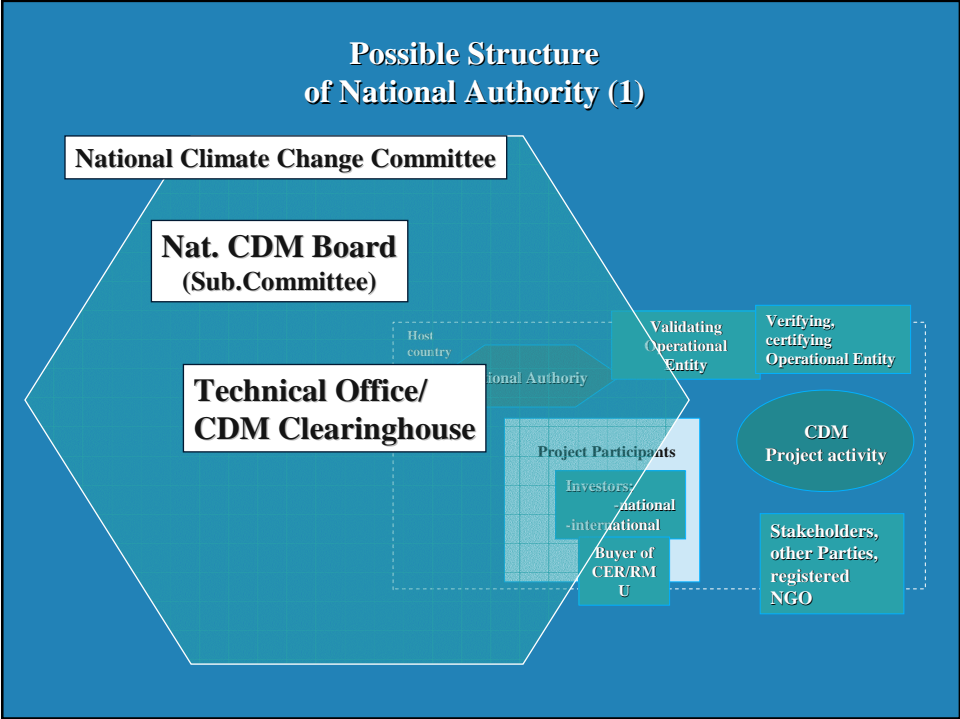 Possible Structure
of National Authority (1)
National Climate Change Committee
Nat. CDM Board
(Sub.Committee)
Technical Office/
CDM Clearinghouse
Host
country
tional Authoriy
Validating
Operational
Entity
Verifying,
certifying
Operational Entity
Project Participants
Investors:
-national
-international
Buyer of
CER/RM
U
CDM
Project activity
Stakeholders,
other Parties,
registered
NGO